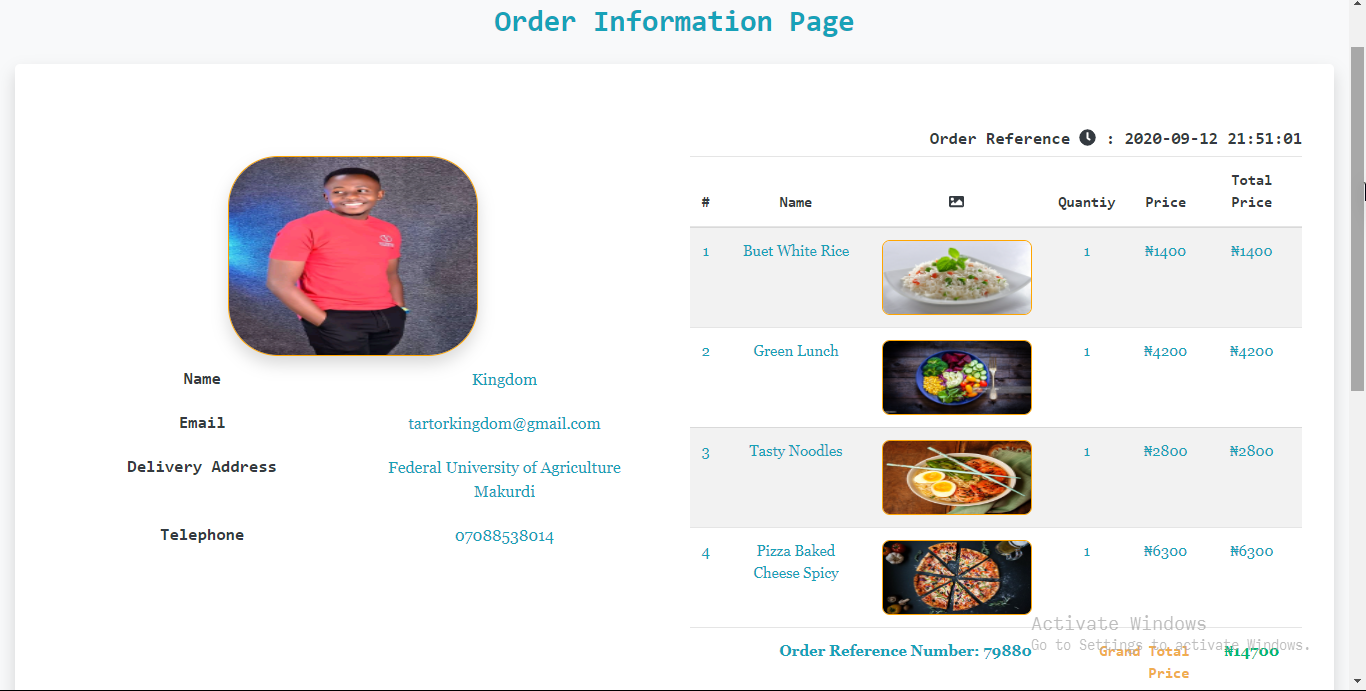 Order Information Page
Order Reference : 2020-09-12 21:51:01
# Name Quantiy Price Total Price
1 Buet White Rice 1 ₦1400 ₦1400
2 Green Lunch 1 ₦4200 ₦4200
3 Tasty Noodles 1 ₦2800 ₦2800
4 Pizza Baked 1 ₦6300 ₦6300
Cheese Spicy
Order Reference Number: 79880 Grand Total ₦14700
Price
Name Kingdom
Email tartorkingdom@gmail.com
Delivery Address Federal University of Agriculture
Makurdi
Telephone 07088538014
Activate Windows
Go to Settings to activate Windows.